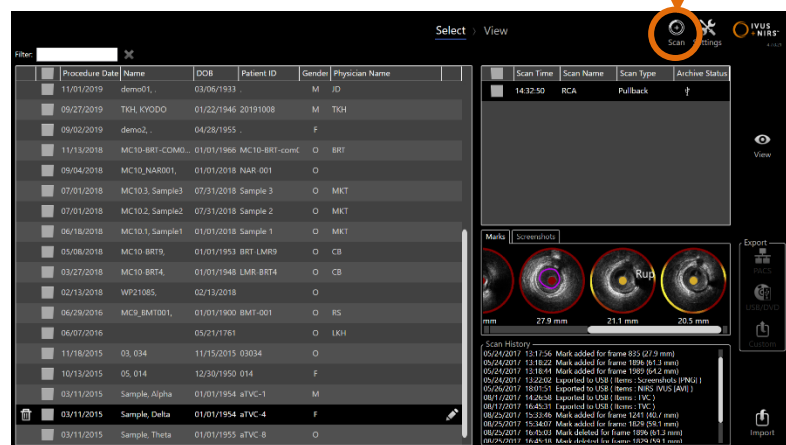 Select > View
Scan Settings
IVUS
+NIRS
Filter:
Procedure Date Name DOB Patient ID Gender Physician Name
11/01/2019 demo01, . 03/06/1933 . M JD
09/27/2019 TKH, KYODO 01/22/1946 20191008 M TKH
09/02/2019 demo2, . 04/28/1955 . F
11/13/2018 MC10-BRT-COM0... 01/01/1966 MC10-BRT-com( O BRT
09/04/2018 MC10_NAR001, 01/01/2018 NAR-001 O
07/01/2018 MC10.3, Sample3 07/31/2018 Sample 3 O MKT
07/01/2018 MC10.2, Sample2 07/31/2018 Sample 2 O MKT
06/18/2018 MC10.1, Sample1 01/01/2018 Sample 1 O MKT
05/08/2018 MC10-BRT9, 01/01/1953 BRT-LMR9 O CB
03/27/2018 MC10-BRT4, 01/01/1948 LMR-BRT4 O CB
02/13/2018 WP21085, 02/13/2018 O
06/29/2016 MC9_BMT001, 01/01/1900 BMT-001 O RS
06/07/2016 05/21/1761 O LKH
11/18/2015 03, 034 11/15/2015 03034 O
10/13/2015 05, 014 12/30/1950 014 F
03/11/2015 Sample, Alpha 01/01/1954 aTVC-1 M
03/11/2015 Sample, Delta 01/01/1954 aTVC-4 F
03/11/2015 Sample, Theta 01/01/1955 aTVC-8 O
Scan Time Scan Name Scan Type Archive Status
14:32:50 RCA Pullback
View
Marks Screenshots
Rup
mm 27.9 mm 21.1 mm 20.5 mm
Export
PACS
USB/DVD
Custom
Import
Scan History
05/24/2017 13:17:56 Mark added for frame 835 (27.9 mm)
05/24/2017 13:18:22 Mark added for frame 1896 (61.3 mm)
05/24/2017 13:18:44 Mark added for frame 1989 (64.2 mm)
05/24/2017 13:22:02 Exported to USB ( Items : Screenshots [PNG] )
05/26/2017 18:01:51 Exported to USB ( Items : NIRS IVUS [AVI] )
08/17/2017 14:26:58 Exported to USB ( Items : TVC )
08/17/2017 16:45:31 Exported to USB ( Items : TVC )
08/25/2017 15:33:46 Mark added for frame 1241 (40.7 mm)
08/25/2017 15:34:07 Mark added for frame 1829 (59.1 mm)
08/25/2017 16:45:03 Mark deleted for frame 1896 (61.3 mm)
08/25/2017 16:45:18 Mark deleted for frame 1829 (59.1 mm)